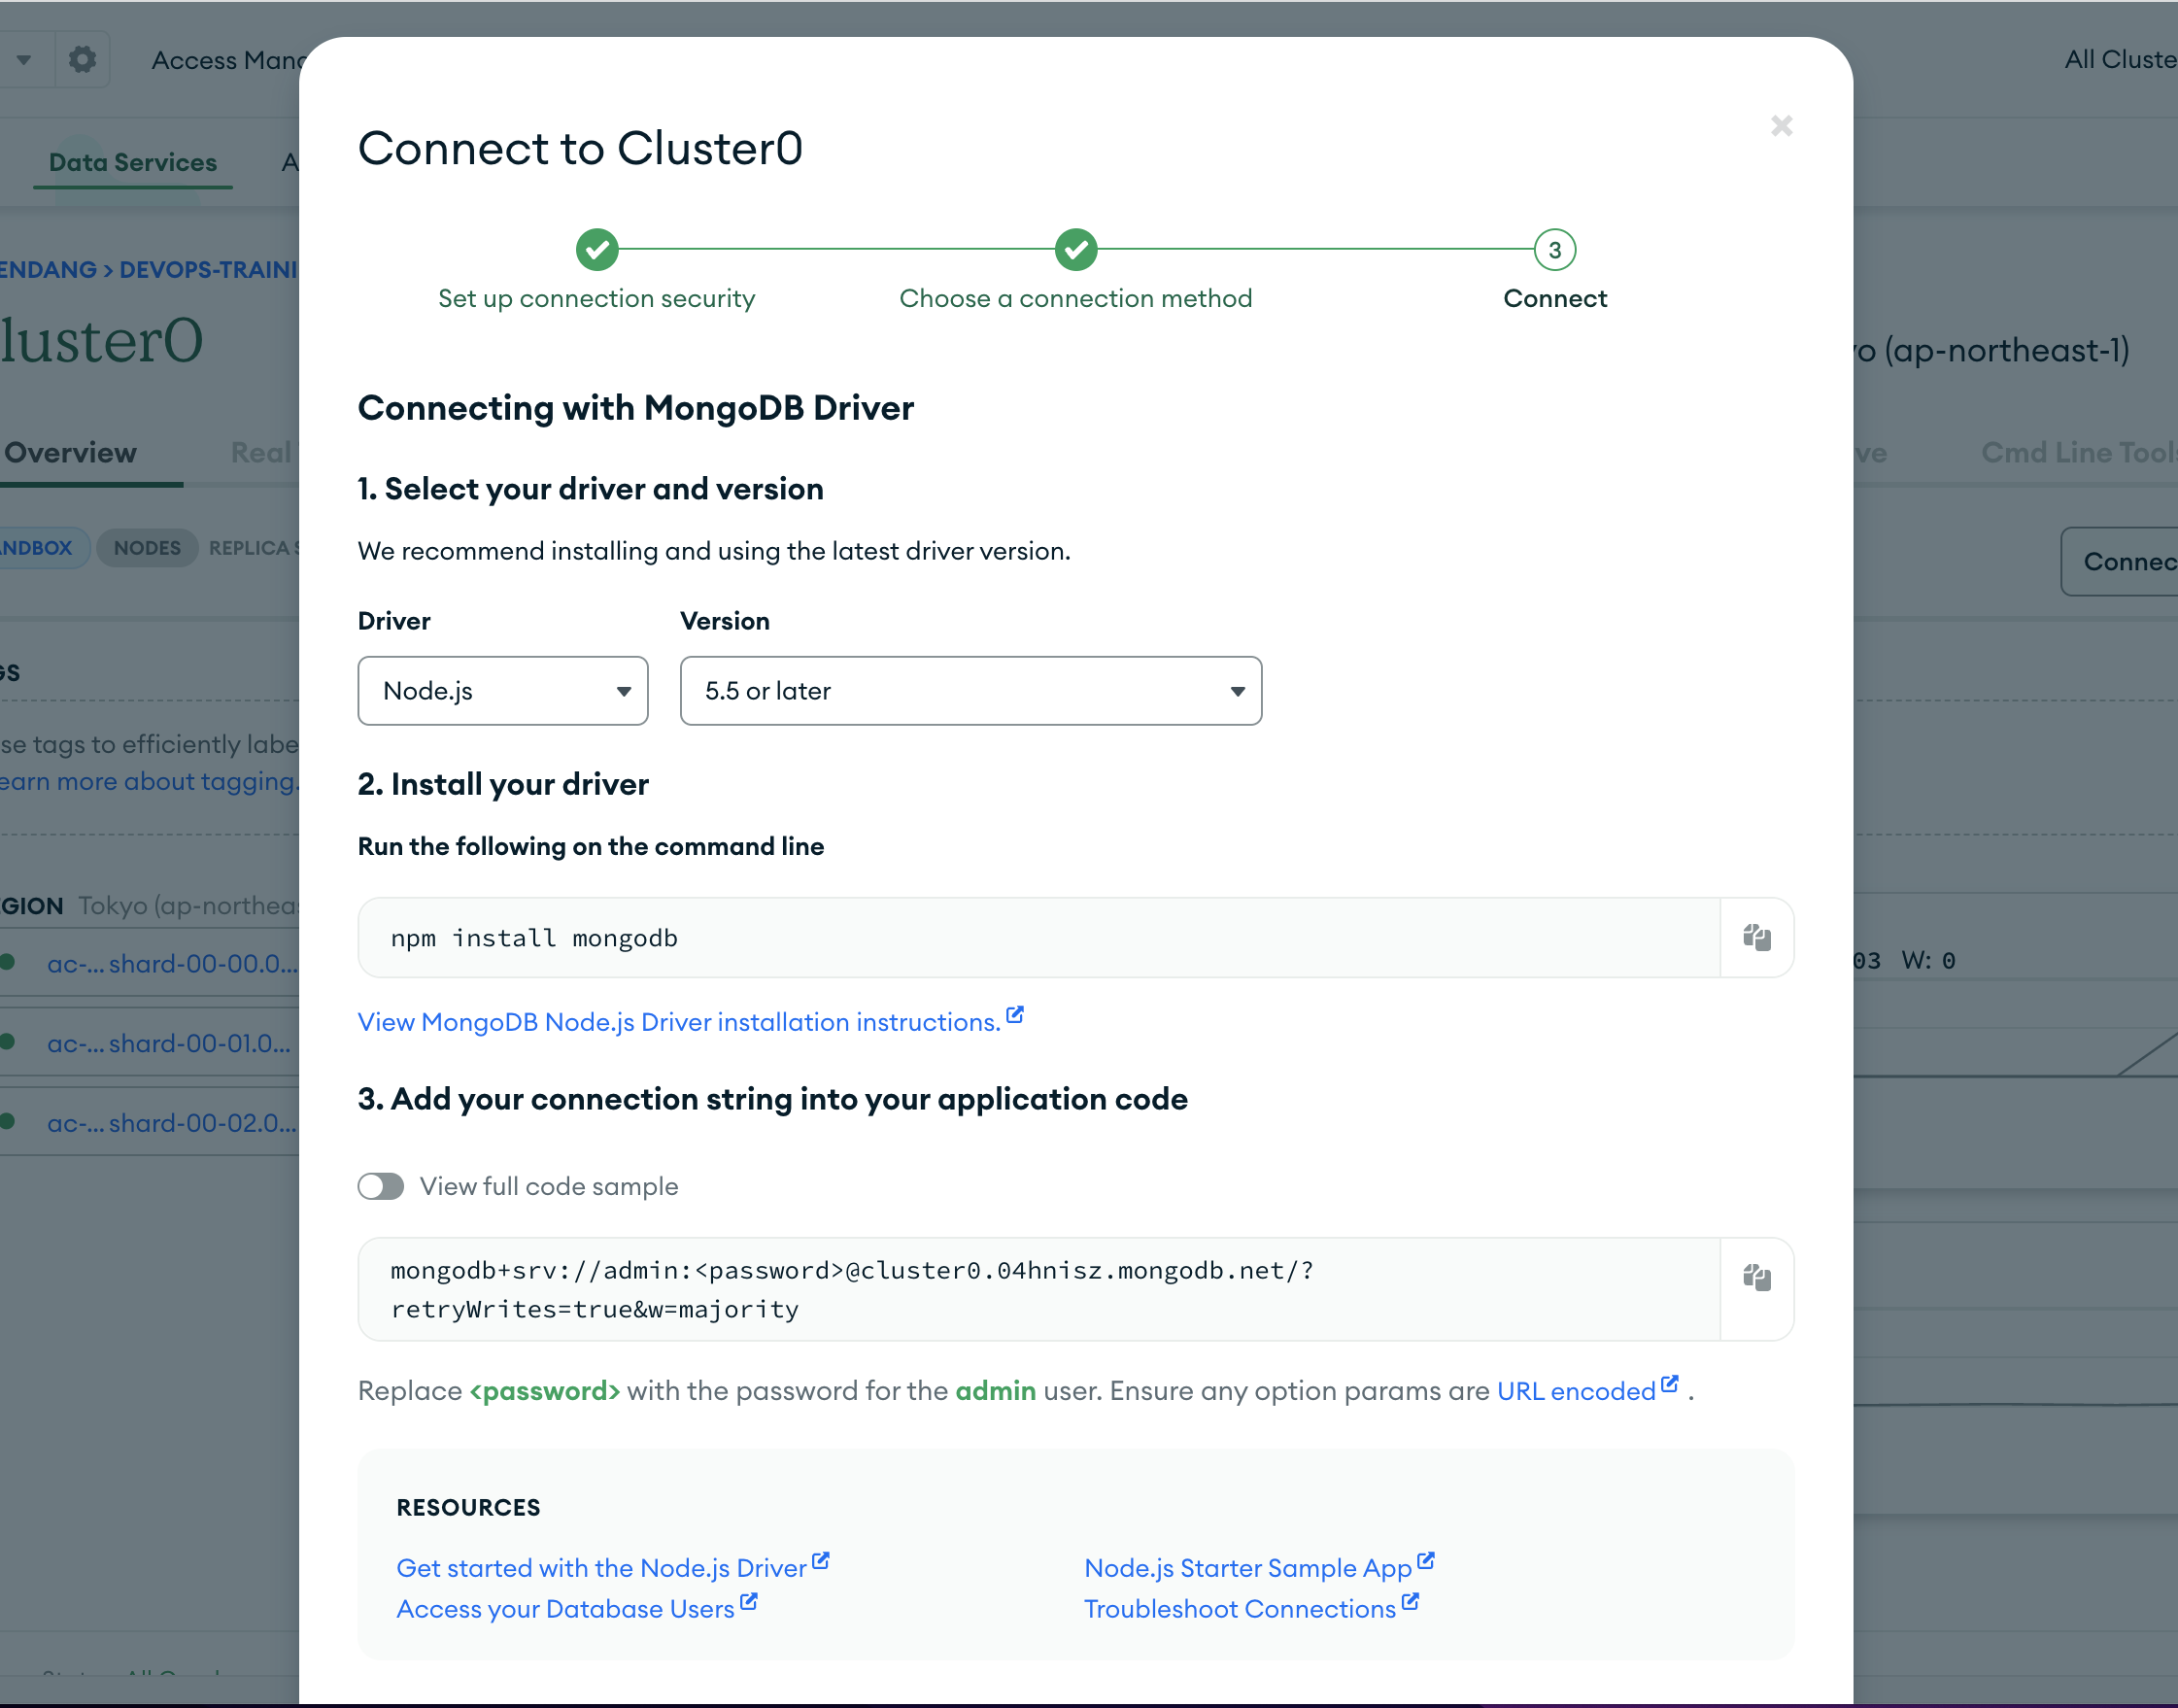 Access Mana
All Cluste
Data Services
A
ENDANG > DEVOPS-TRAINI
luster0
o (ap-northeast-1)
Overview
Real
ve
Cmd Line Tools
NDBOX
NODES
REPLICA S
Connec
GS
se tags to efficiently labe
earn more about tagging.
GION Tokyo (ap-northeas
ac-... shard-00-00.0...
ac-... shard-00-01.0...
ac-... shard-00-02.0...
03 W: 0
Connect to Cluster0
Set up connection security
Choose a connection method
3
Connect
Connecting with MongoDB Driver
1. Select your driver and version
We recommend installing and using the latest driver version.
Driver
Version
Node.js
5.5 or later
2. Install your driver
Run the following on the command line
npm install mongodb
View MongoDB Node.js Driver installation instructions.
3. Add your connection string into your application code
View full code sample
mongodb+srv://admin:<password>@cluster0.04hnisz.mongodb.net/?
retryWrites=true&w=majority
Replace <password> with the password for the admin user. Ensure any option params are URL encoded .
RESOURCES
Get started with the Node.js Driver
Node.js Starter Sample App
Access your Database Users
Troubleshoot Connections